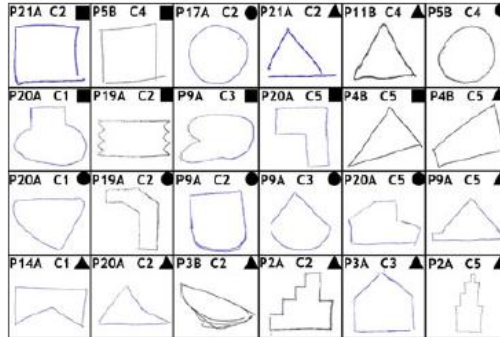 P21A C2 P5B C4 P17A C2 P21A C2 P11B C4 P5B C4
P20A C1 P19A C2 P9A C3 P20A C5 P4B C5 P4B C5
P20A C1 P19A C2 P9A C2 P9A C3 P20A C5 P9A C5
P14A C1 P20A C2 P3B C2 P2A C2 P3A C3 P2A C5